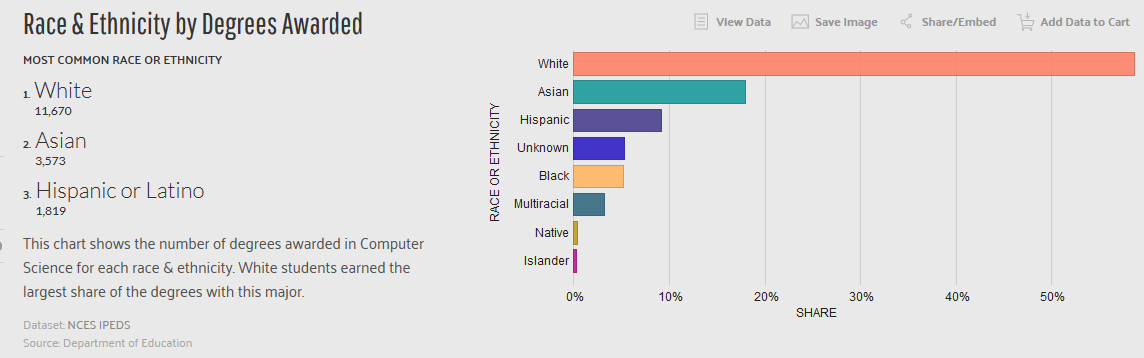 Race & Ethnicity by Degrees Awarded
View Data
Save Image
Share/Embed
Add Data to Cart
MOST COMMON RACE OR ETHNICITY
1. White
11,670
2. Asian
3,573
3. Hispanic or Latino
1,819
This chart shows the number of degrees awarded in Computer
Science for each race & ethnicity. White students earned the
largest share of the degrees with this major.
Dataset: NCES IPEDS
Source: Department of Education
RACE OR ETHNICITY
White
Asian
Hispanic
Unknown
Black
Multiracial
Native
Islander
0% 10% 20% 30% 40% 50%
SHARE